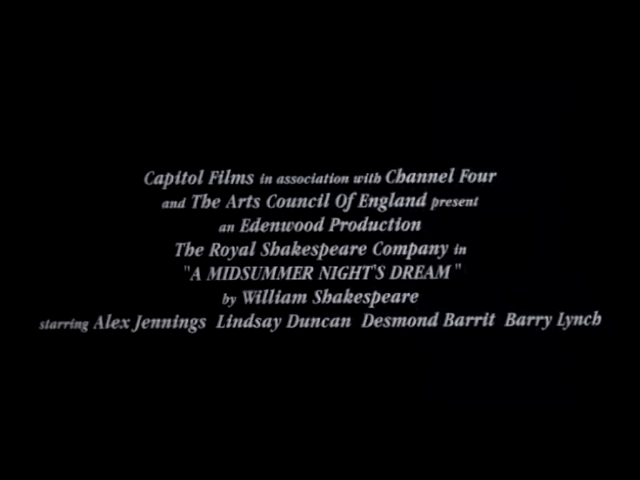 Capitol Films in association with Channel Four
and The Arts Council Of England present
an Edenwood Production
The Royal Shakespeare Company in
"A MIDSUMMER NIGHT'S DREAM"
by William Shakespeare
starring Alex Jennings Lindsay Duncan Desmond Barrit Barry Lynch